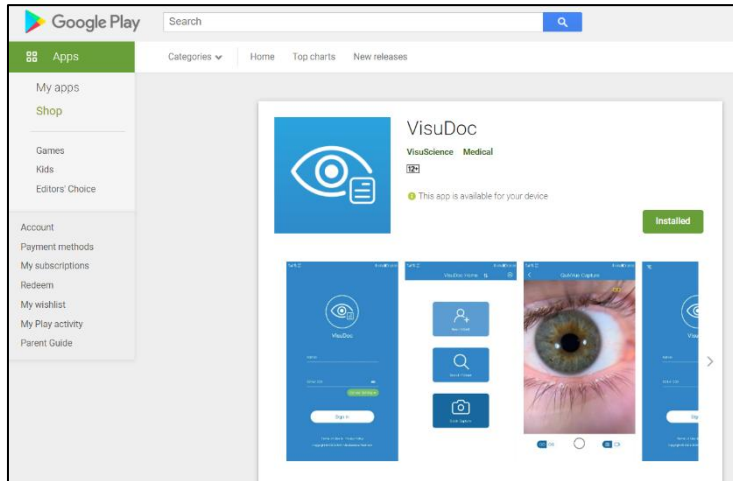 Google Play
Search
Apps
Categories
Home
Top charts
New releases
My apps
Shop
Games
Kids
Editors' Choice
Account
Payment methods
My subscriptions
Redeem
My wishlist
My Play activity
Parent Guide
VisuDoc
VisuScience Medical
12+
This app is available for your device
Installed
VisuDoc
Sign In
VisuDoc Home